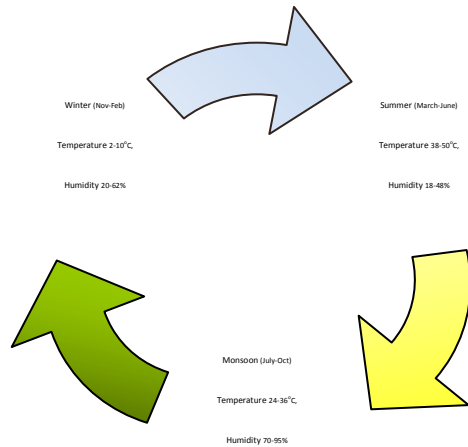 Winter (Nov-Feb)
Temperature 2-10°C,
Humidity 20-62%
Summer (March-June)
Temperature 38-50°C,
Humidity 18-48%
Monsoon (July-Oct)
Temperature 24-36°C,
Humidity 70-95%